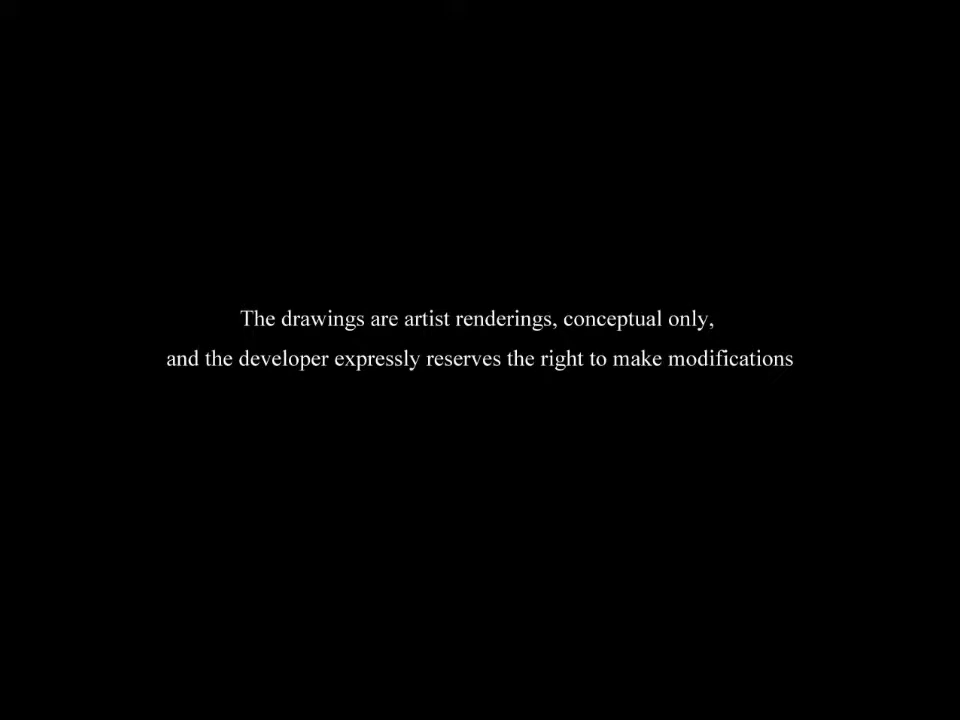 The drawings are artist renderings, conceptual only,
and the developer expressly reserves the right to make modifications